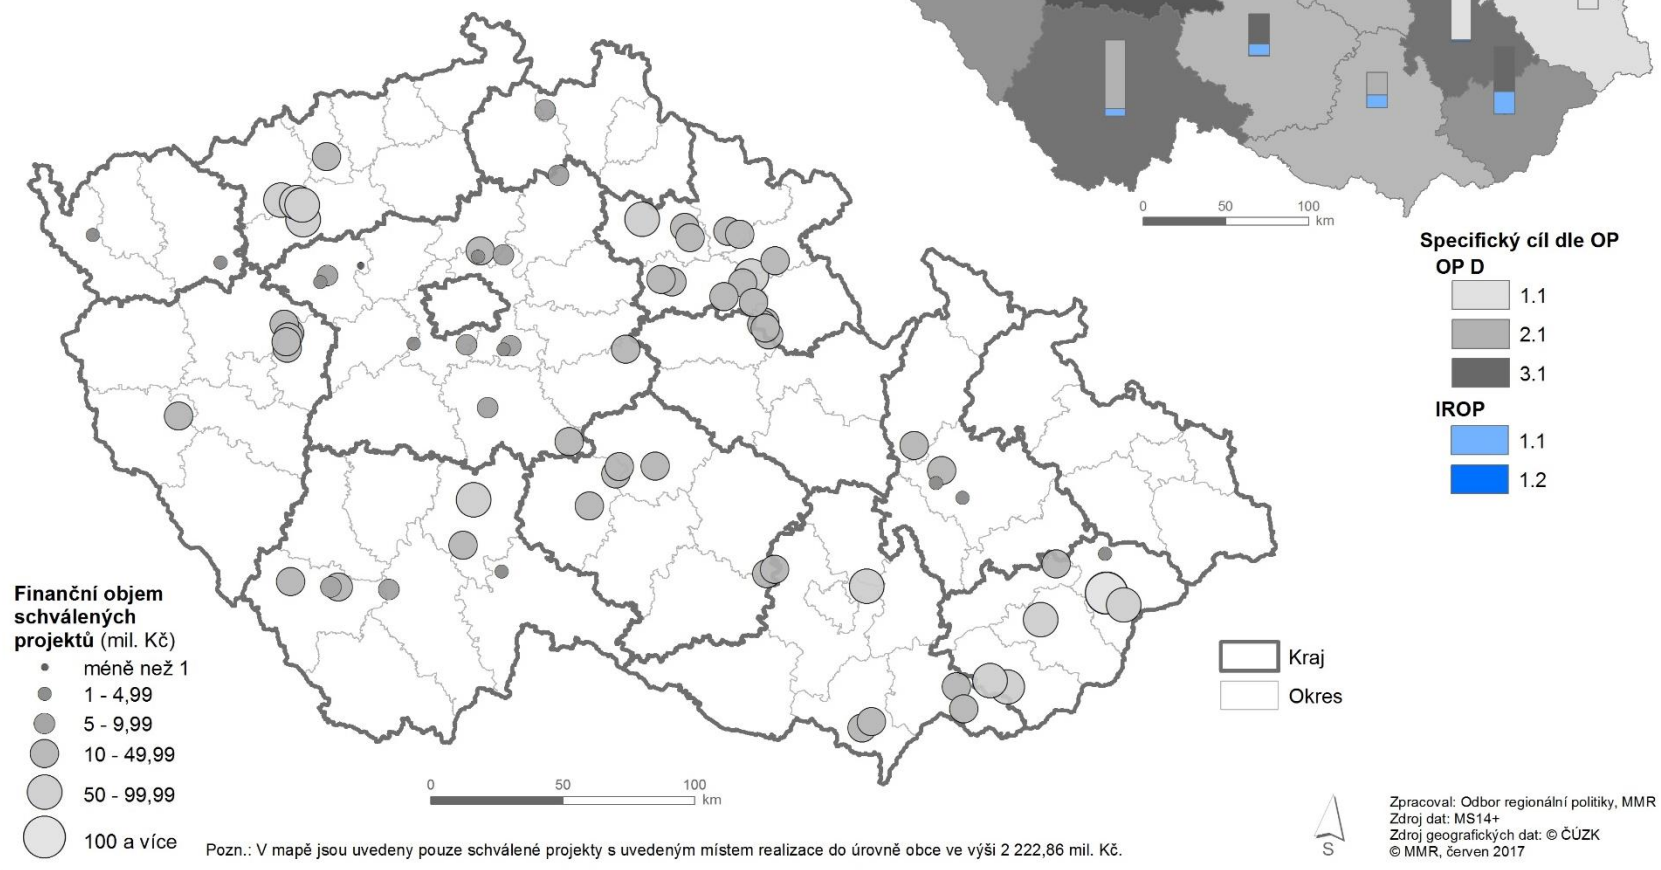 0 50 100
km
Specifický cíl dle OP
OP D
1.1
2.1
3.1
IROP
1.1
1.2
Finanční objem
schválených
projektů (mil. Kč)
méně než 1
1 - 4,99
5 - 9,99
10 - 49,99
50 - 99,99
100 a více
Kraj
Okres
0 50 100
km
S
Zpracoval: Odbor regionální politiky, MMR
Zdroj dat: MS14+
Zdroj geografických dat: © ČÚZK
© MMR, červen 2017
Pozn.: V mapě jsou uvedeny pouze schválené projekty s uvedeným místem realizace do úrovně obce ve výši 2 222,86 mil. Kč.